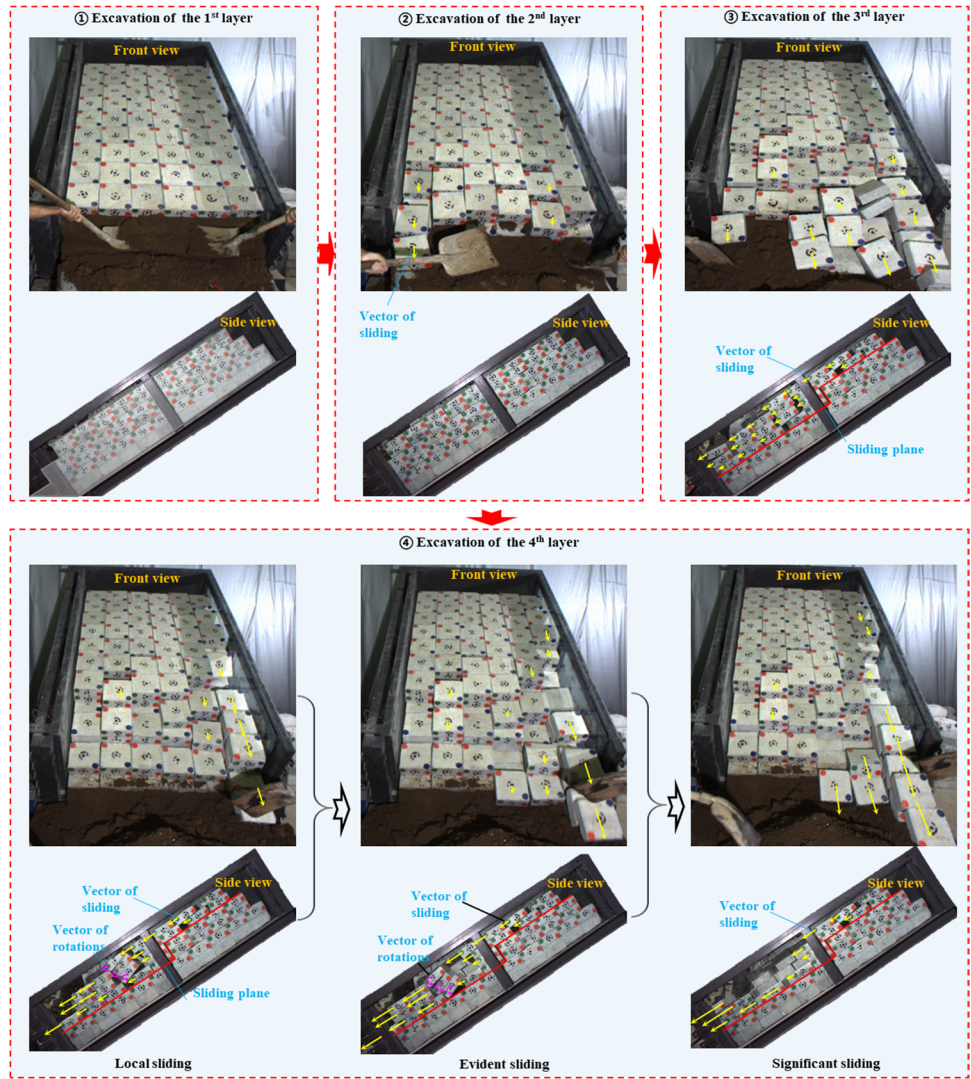 ① Excavation of the 1st layer
Front view
Side view
② Excavation of the 2nd layer
Front view
Vector of
sliding
Side view
③ Excavation of the 3rd layer
Front view
Side view
Vector of
sliding
Sliding plane
④ Excavation of the 4th layer
Front view
Side view
Vector of
sliding
Vector of
rotations
Sliding plane
Local sliding
Front view
Side view
Vector of
sliding
Vector of
rotations
Evident sliding
Front view
Side view
Vector of
sliding
Significant sliding